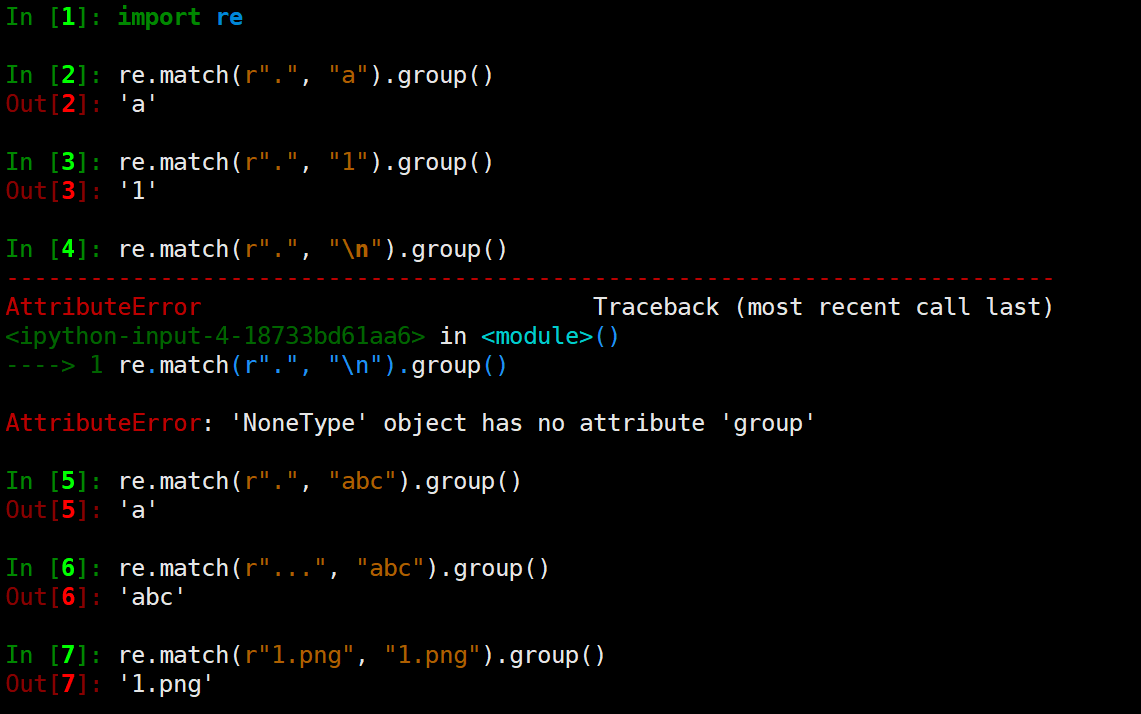 In [1]: import re
In [2]: re.match(r".", "a").group()
Out[2]: 'a'
In [3]: re.match(r".", "1").group()
Out[3]: '1'
In [4]: re.match(r".", "\n").group()
---------------------------------------------------------------------------
AttributeError                            Traceback (most recent call last)
<ipython-input-4-18733bd61aa6> in <module>()
----> 1 re.match(r".", "\n").group()
AttributeError: 'NoneType' object has no attribute 'group'
In [5]: re.match(r".", "abc").group()
Out[5]: 'a'
In [6]: re.match(r"...", "abc").group()
Out[6]: 'abc'
In [7]: re.match(r"1.png", "1.png").group()
Out[7]: '1.png'